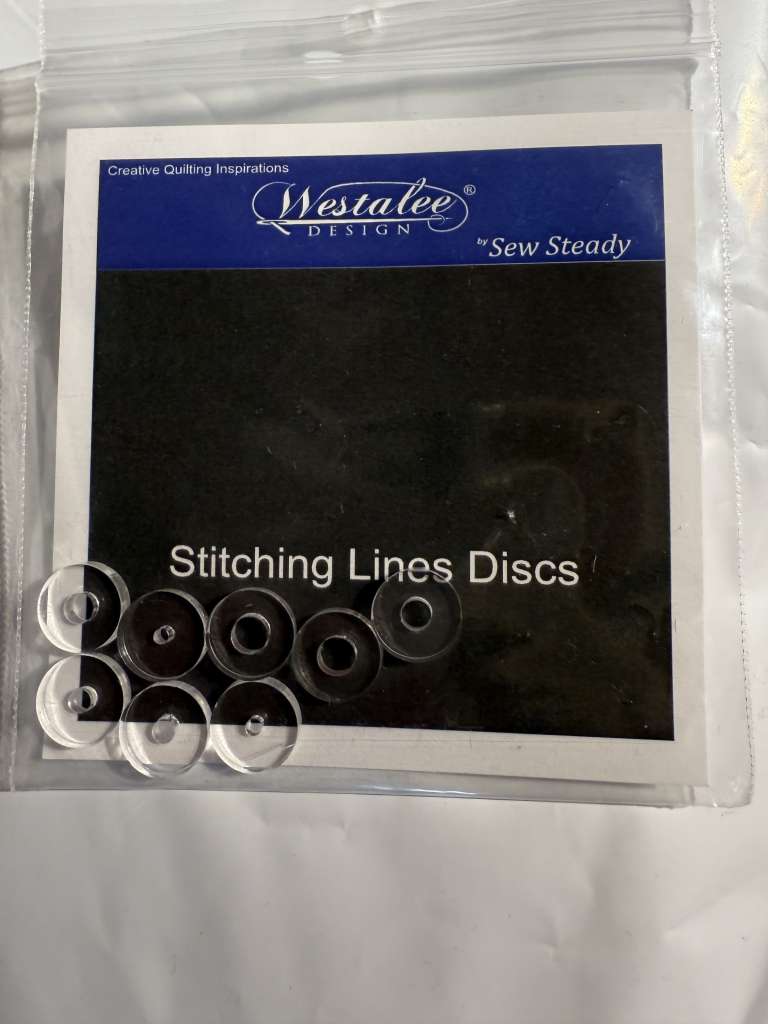 Creative Quilting Inspirations
Westalee®
DESIGN
by Sew Steady
Stitching Lines Discs